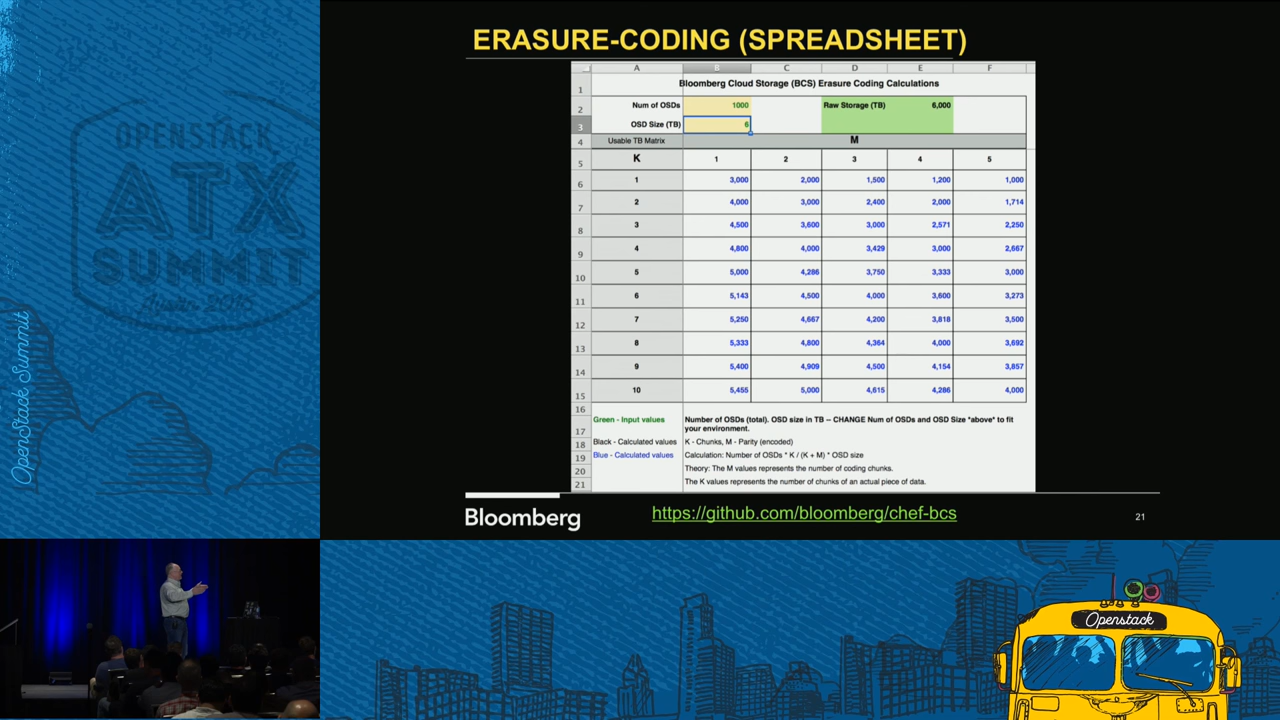 ERASURE-CODING (SPREADSHEET)
A B C D E F
1 Bloomberg Cloud Storage (BCS) Erasure Coding Calculations
2 Num of OSDs 1000 Raw Storage (TB) 6,000
3 OSD Size (TB) 6
4 Usable TB Matrix M
5 K 1 2 3 4 5
6 1 3,000 2,000 1,500 1,200 1,000
7 2 4,000 3,000 2,400 2,000 1,714
8 3 4,500 3,600 3,000 2,571 2,250
9 4 4,800 4,000 3,429 3,000 2,667
10 5 5,000 4,286 3,750 3,333 3,000
11 6 5,143 4,500 4,000 3,600 3,273
12 7 5,250 4,667 4,200 3,818 3,500
13 8 5,333 4,800 4,364 4,000 3,692
14 9 5,400 4,909 4,500 4,154 3,857
15 10 5,455 5,000 4,615 4,286 4,000
16
17 Green - Input values Number of OSDs (total). OSD size in TB – CHANGE Num of OSDs and OSD Size *above* to fit
your environment.
18 Black - Calculated values K - Chunks, M - Parity (encoded)
19 Blue - Calculated values Calculation: Number of OSDs * K / (K + M) * OSD size
20 Theory: The M values represents the number of coding chunks.
21 The K values represents the number of chunks of an actual piece of data.
Bloomberg
https://github.com/bloomberg/chef-bcs
21
OPENSTACK
ATX
SUMMIT
OpenStack Summit
Openstack